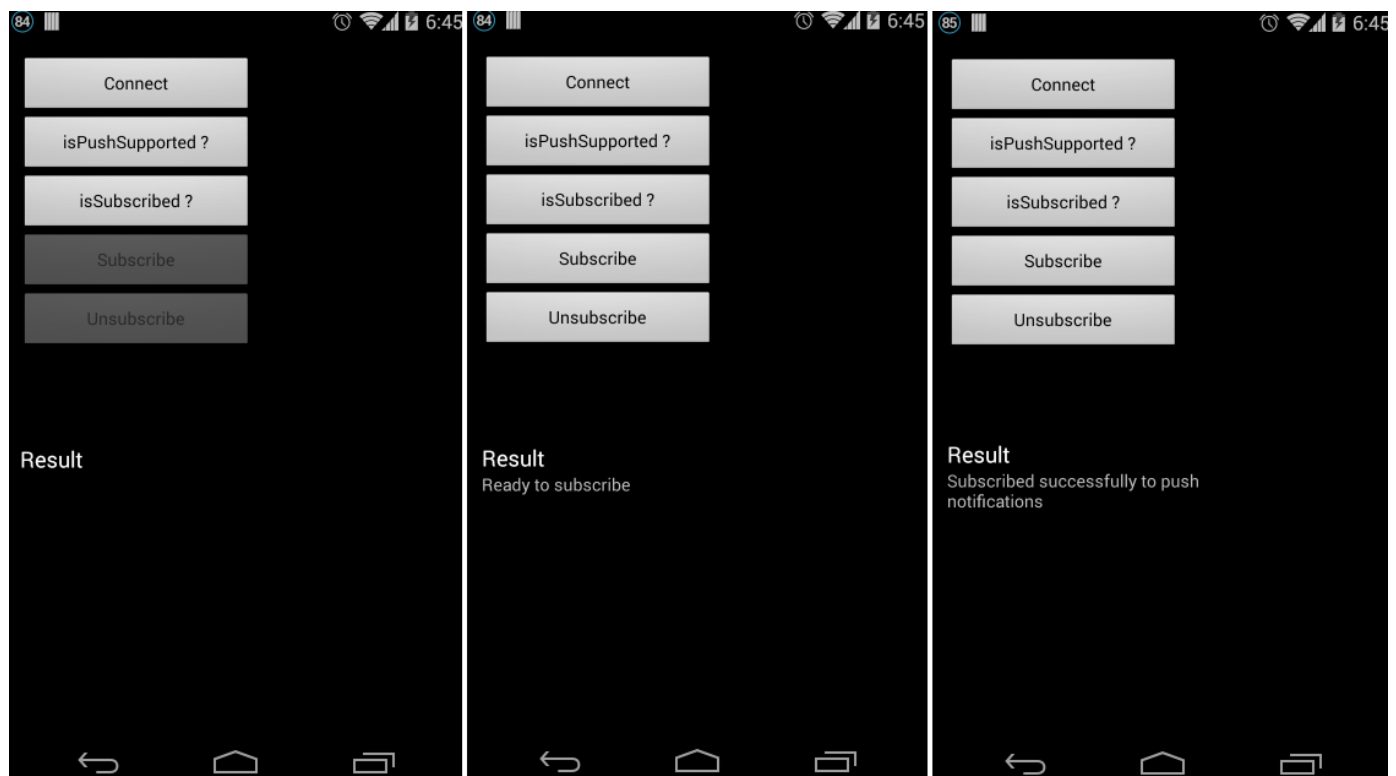 84
6:45
Connect
isPushSupported ?
isSubscribed ?
Subscribe
Unsubscribe
Result
84
6:45
Connect
isPushSupported ?
isSubscribed ?
Subscribe
Unsubscribe
Result
Ready to subscribe
85
6:45
Connect
isPushSupported ?
isSubscribed ?
Subscribe
Unsubscribe
Result
Subscribed successfully to push
notifications